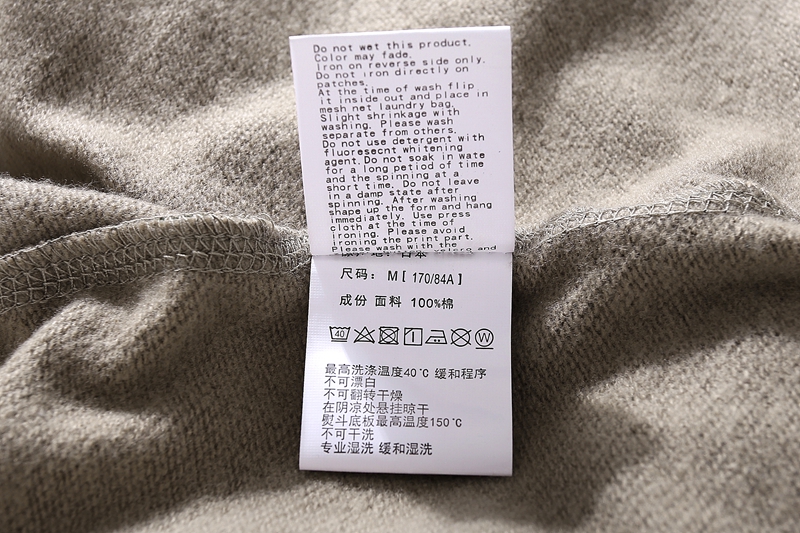 Do not wet this product.
Color may fade.
Iron on reverse side only.
Do not iron directly on
patches.
At the time of wash flip
it inside out and place in
mesh net laundry bag.
Slight shrinkage with
washing. Please wash
separate from others.
Do not use detergent with
fluoresecnt whitening
agent.Do not soak in wate
for a long petiod of time
and the spinning at a
short time. Do not leave
in a damp state after
spinning. After washing
shape up the form and hang
immediately. Use press
cloth at the time of
ironing. Please avoid
ironing the print part.
Please wash with the
尺码: M[ 170/84A ]
成份 面料 100%棉
40 W
最高洗涤温度40℃ 缓和程序
不可漂白
不可翻转干燥
在阴凉处悬挂晾干
熨斗底板最高温度150℃
不可干洗
专业湿洗 缓和湿洗